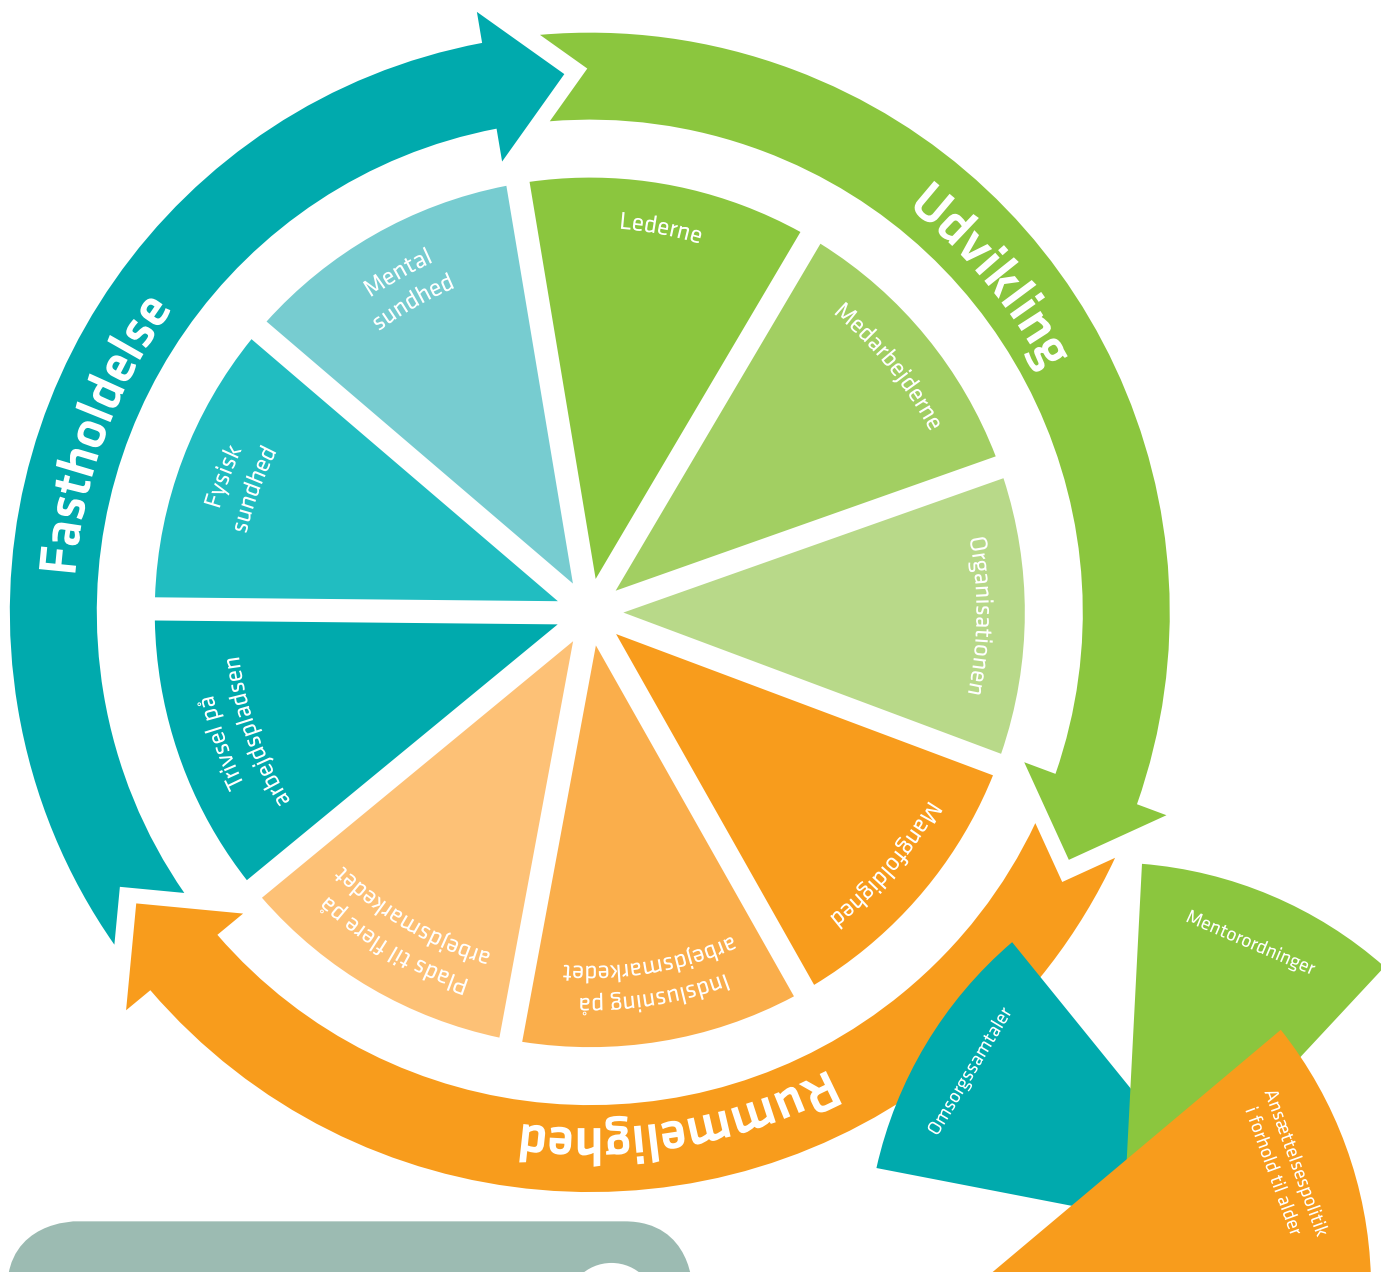 Udvikling
Lederne
Medarbejderne
Organisationen
Rummelighed
Mangfoldighed
Indslusning på
arbejdsmarkedet
Plads til flere på
arbejdsmarkedet
Fastholdelse
Trivsel på
arbejdspladsen
Fysisk
sundhed
Mental
sundhed
Omsorgssamtaler
Mentorordninger
Ansættelsespolitik
i forhold til alder